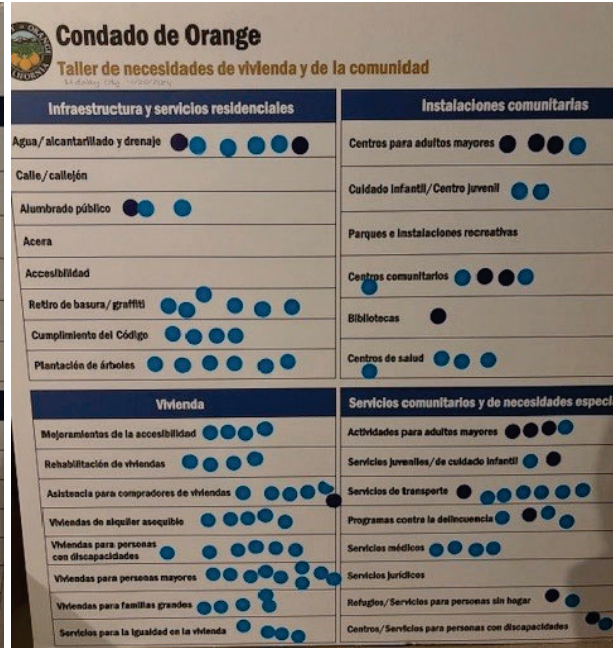 ORANGE
CALIFORNIA
Condado de Orange
Taller de necesidades de vivienda y de la comunidad
Infraestructura y servicios residenciales
Agua/alcantarillado y drenaje
Calle/callejón
Alumbrado público
Acera
Accesibilidad
Retiro de basura/graffiti
Cumplimiento del Código
Plantación de árboles
Instalaciones comunitarias
Centros para adultos mayores
Cuidado infantil/Centro juvenil
Parques e instalaciones recreativas
Centros comunitarios
Bibliotecas
Centros de salud
Vivienda
Mejoramientos de la accesibilidad
Rehabilitación de viviendas
Asistencia para compradores de viviendas
Viviendas de alquiler asequible
Viviendas para personas
con discapacidades
Viviendas para personas mayores
Viviendas para familias grandes
Servicios para la igualdad en la vivienda
Servicios comunitarios y de necesidades especi
Actividades para adultos mayores
Servicios juveniles/de cuidado infantil
Servicios de transporte
Programas contra la delincuencia
Servicios médicos
Servicios jurídicos
Refugios/Servicios para personas sin hogar
Centros/Servicios para personas con discapacidades